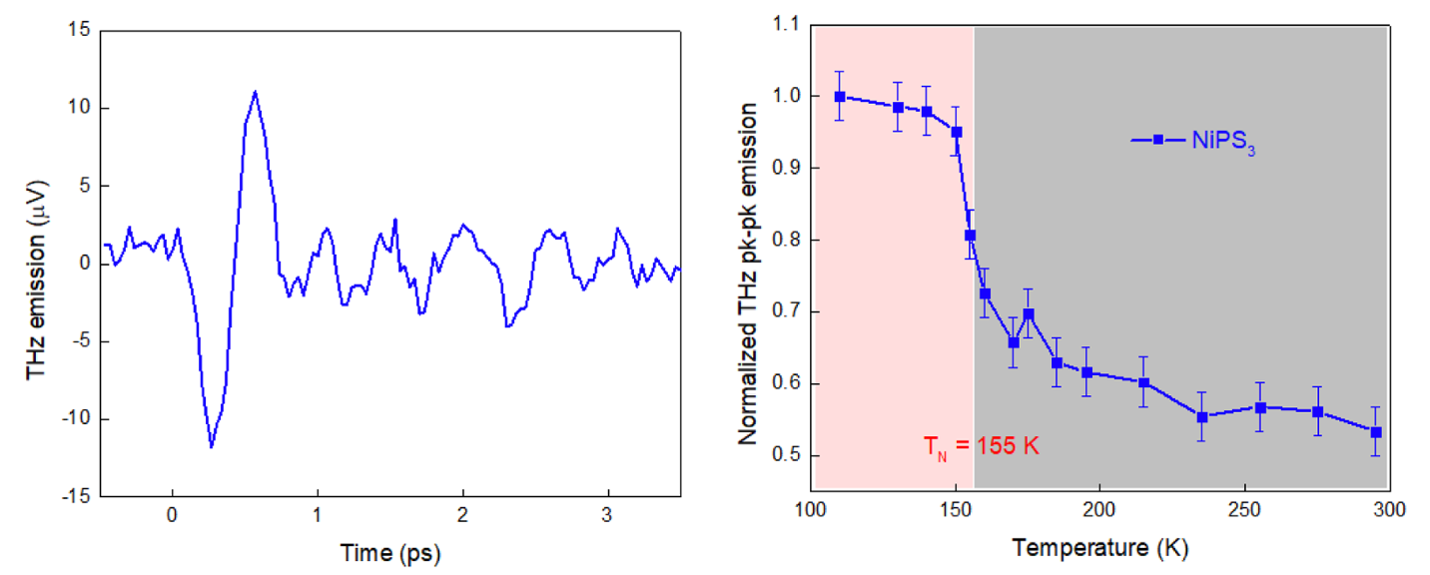 15
10
5
0
-5
-10
-15
THz emission (μV)
0 1 2 3
Time (ps)
1.1
1.0
0.9
0.8
0.7
0.6
0.5
Normalized THz pk-pk emission
NiPS₃
T_N = 155 K
100 150 200 250 300
Temperature (K)